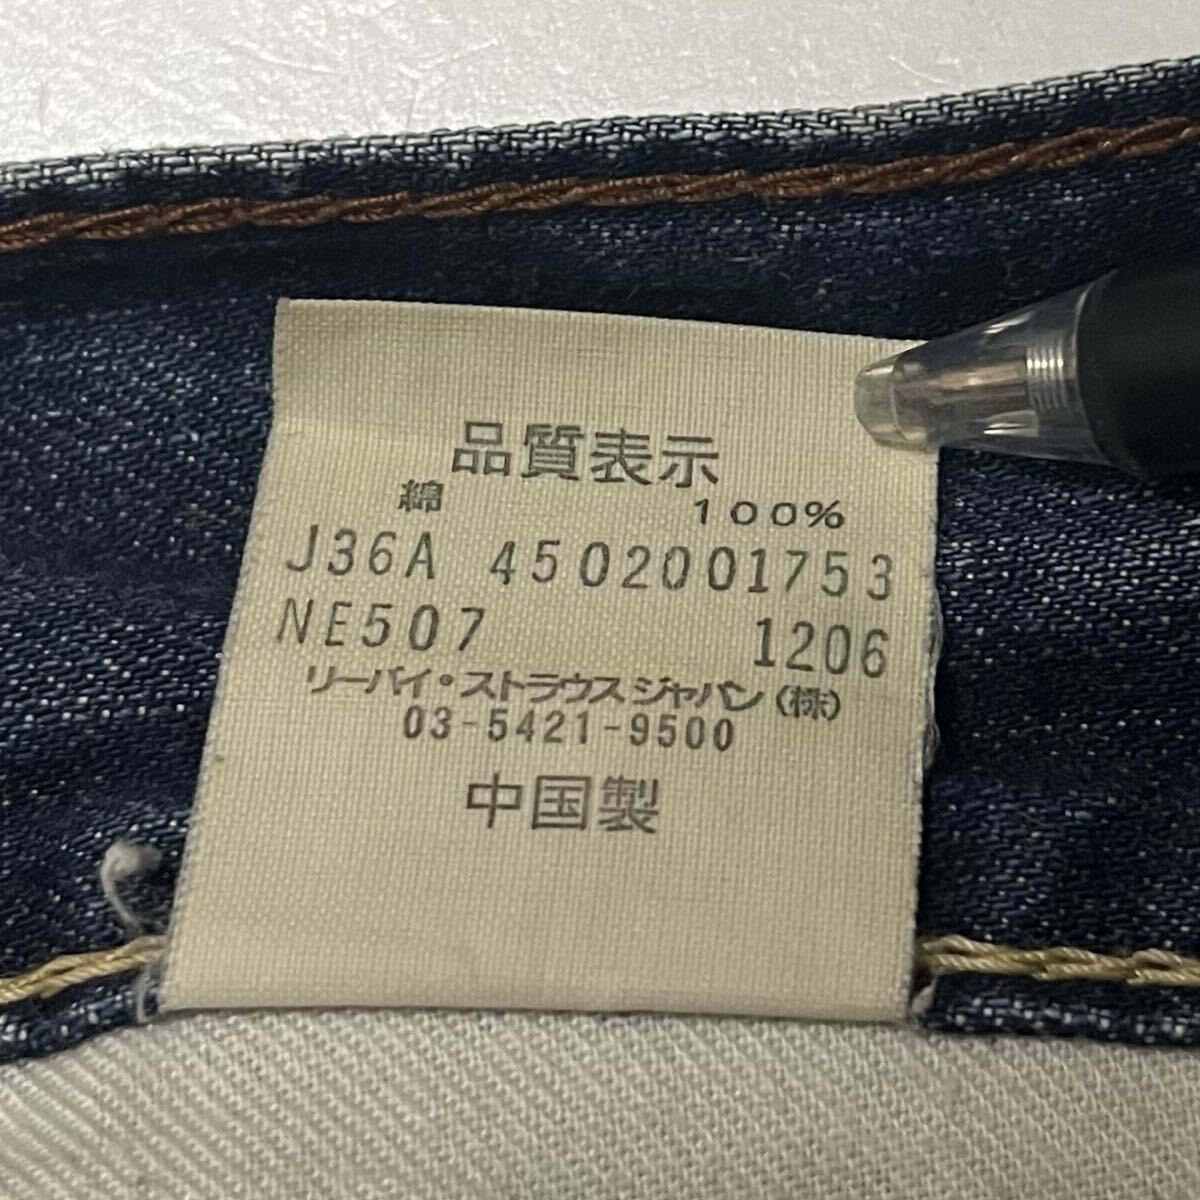 品質表示
綿 100%
J36A 4502001753
NE507 1206
リーバイ・ストラウスジャパン(株)
03-5421-9500
中国製